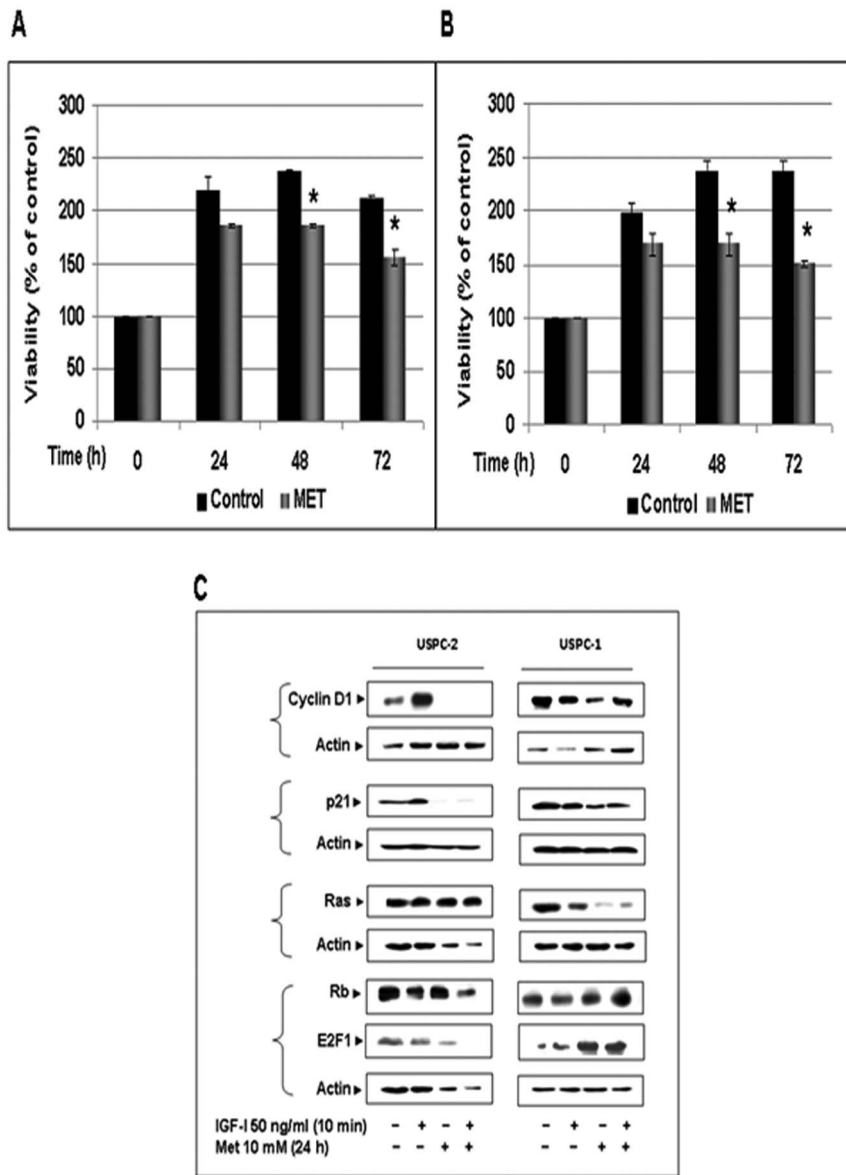 A
B
Viability (% of control)
300
250
200
150
100
50
0
*
*
Time (h)
0 24 48 72
Control MET
Viability (% of control)
300
250
200
150
100
50
0
*
*
Time (h)
0 24 48 72
Control MET
C
USPC-2 USPC-1
Cyclin D1
Actin
p21
Actin
Ras
Actin
Rb
E2F1
Actin
IGF-I 50 ng/ml (10 min) - + - + - + - +
Met 10 mM (24 h) - - + + - - + +